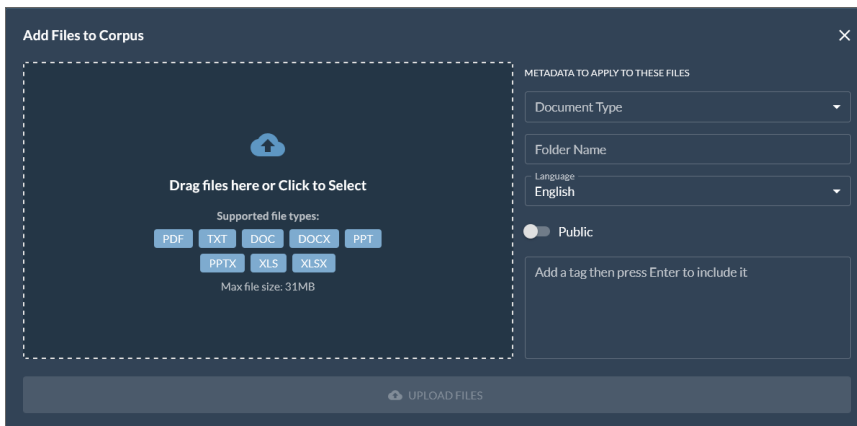 Add Files to Corpus
Drag files here or Click to Select
Supported file types:
PDF TXT DOC DOCX PPT
PPTX XLS XLSX
Max file size: 31MB
METADATA TO APPLY TO THESE FILES
Document Type
Folder Name
Language
English
Public
Add a tag then press Enter to include it
UPLOAD FILES